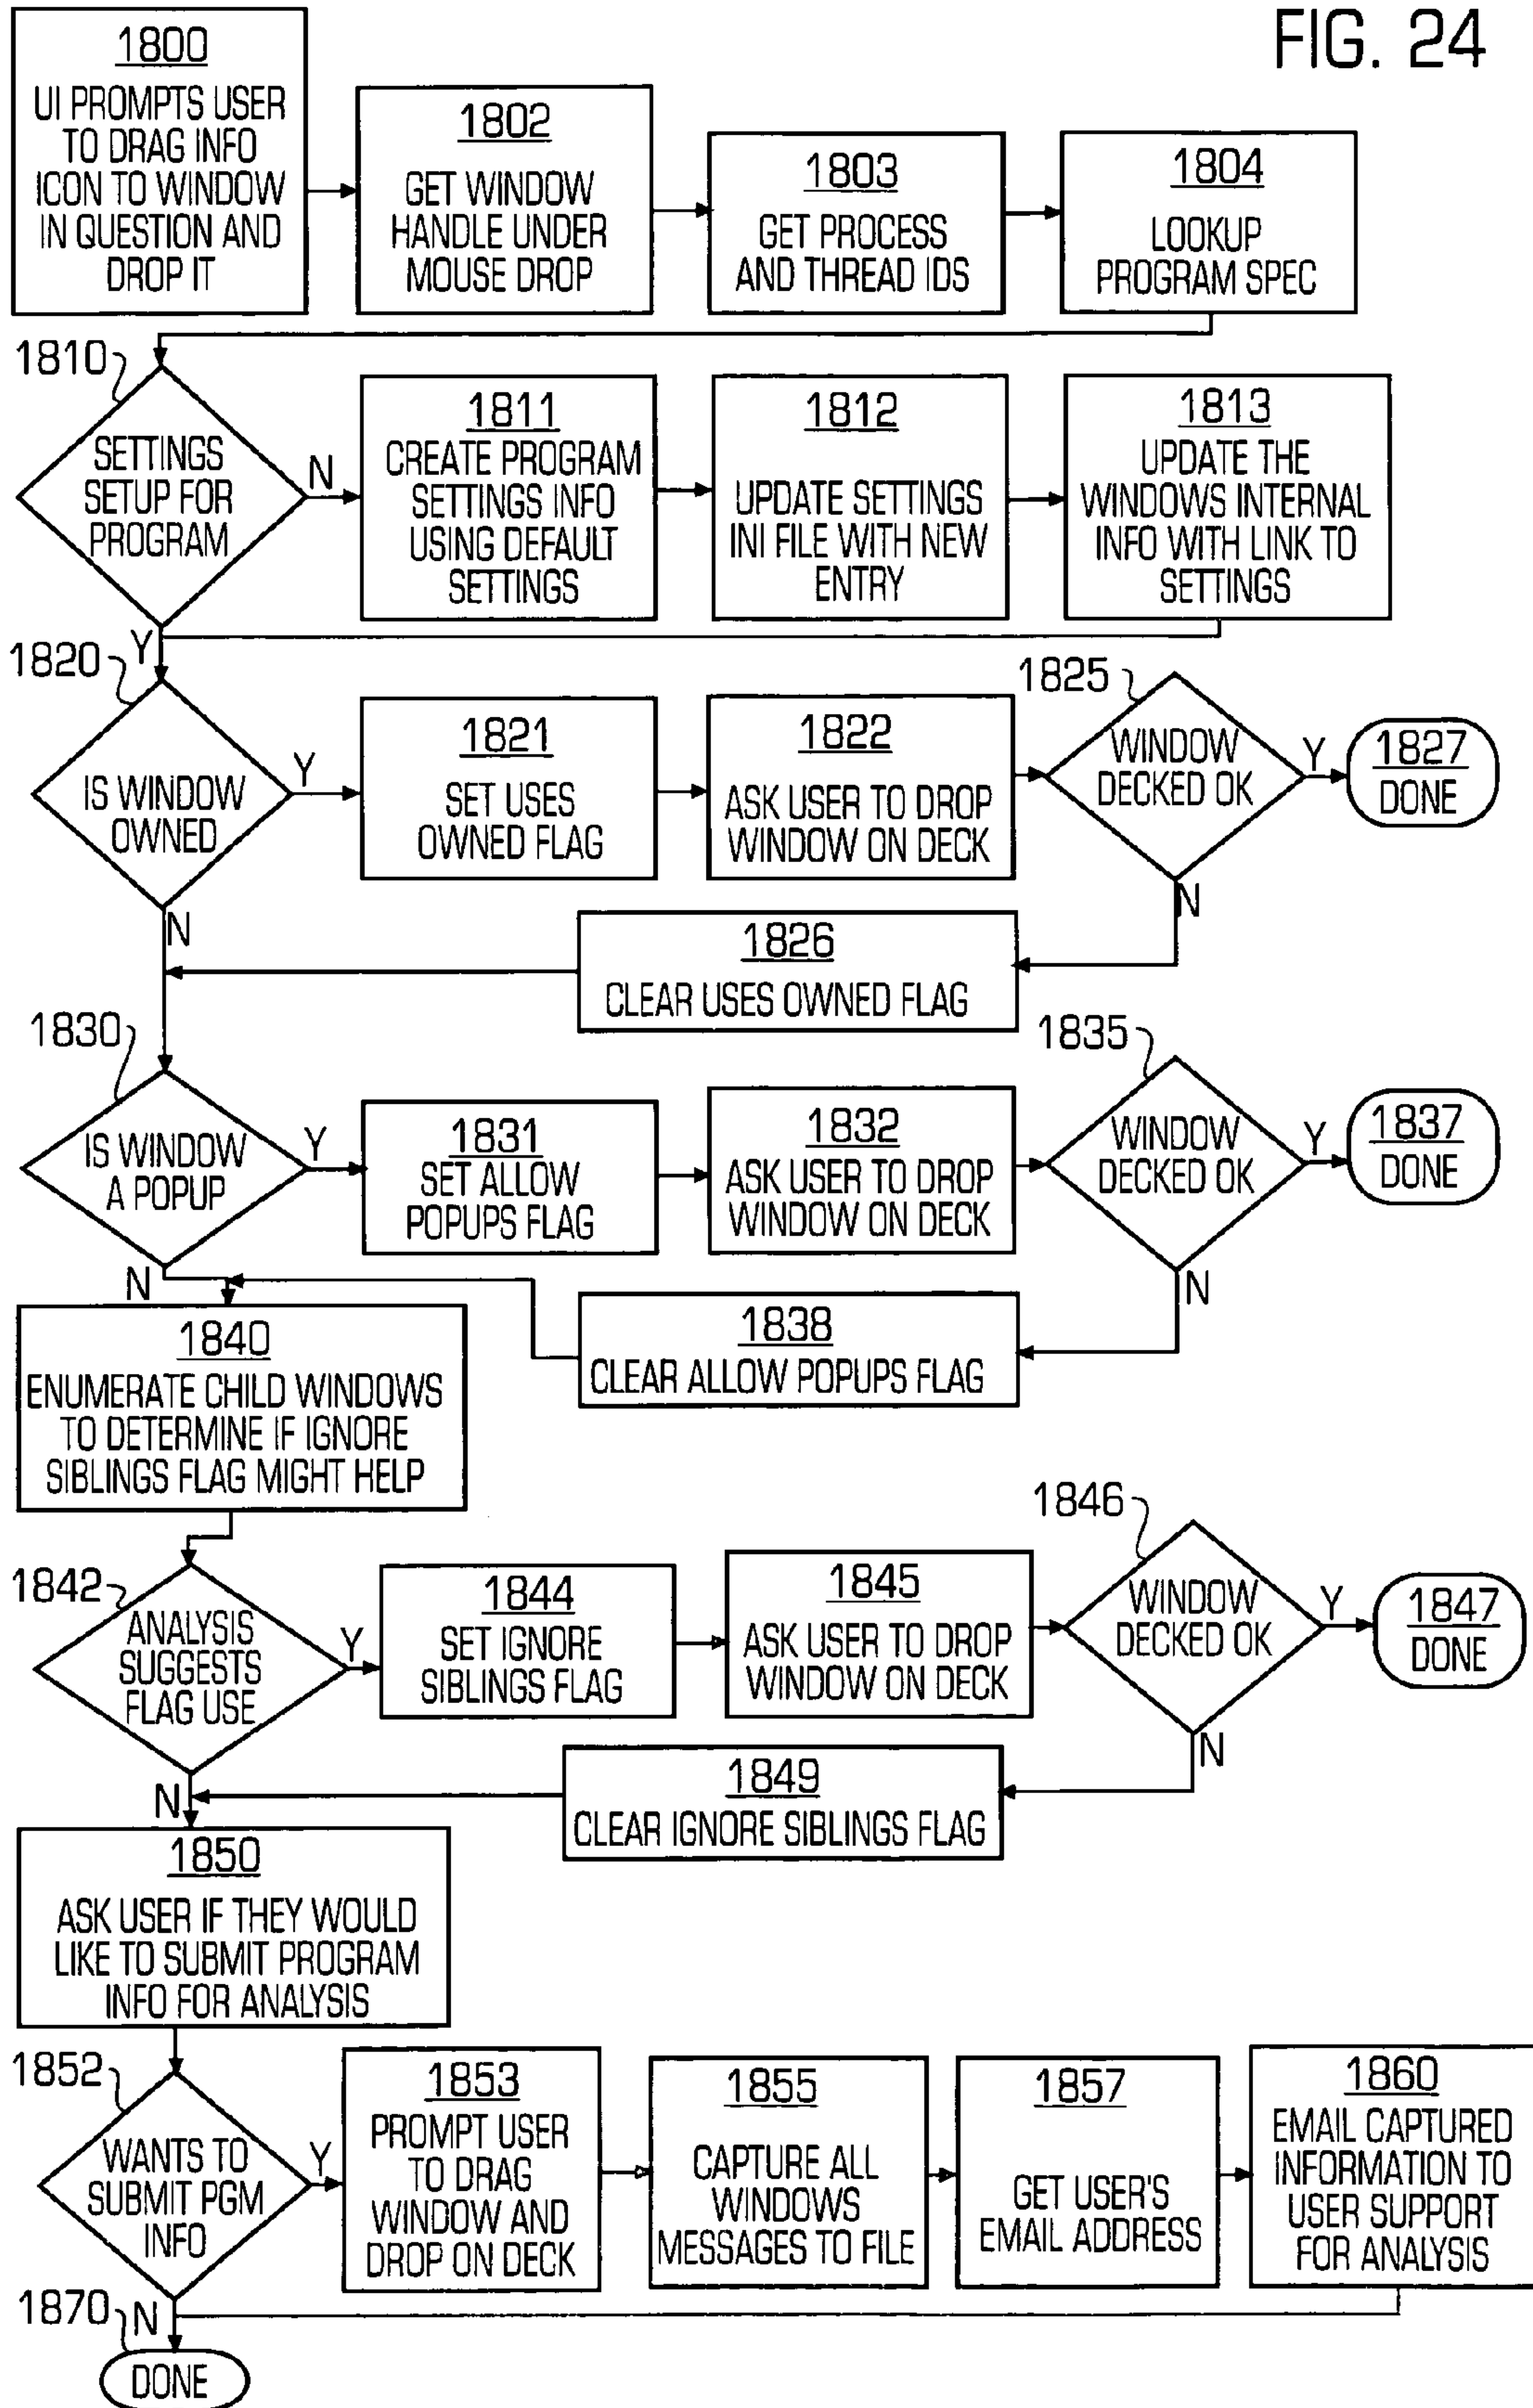 FIG. 24
1800
UI PROMPTS USER
TO DRAG INFO
ICON TO WINDOW
IN QUESTION AND
DROP IT
1802
GET WINDOW
HANDLE UNDER
MOUSE DROP
1803
GET PROCESS
AND THREAD IDS
1804
LOOKUP
PROGRAM SPEC
1810
SETTINGS
SETUP FOR
PROGRAM
N
Y
1811
CREATE PROGRAM
SETTINGS INFO
USING DEFAULT
SETTINGS
1812
UPDATE SETTINGS
INI FILE WITH NEW
ENTRY
1813
UPDATE THE
WINDOWS INTERNAL
INFO WITH LINK TO
SETTINGS
1820
IS WINDOW
OWNED
Y
N
1821
SET USES
OWNED FLAG
1822
ASK USER TO DROP
WINDOW ON DECK
1825
WINDOW
DECKED OK
Y
N
1827
DONE
1826
CLEAR USES OWNED FLAG
1830
IS WINDOW
A POPUP
Y
N
1831
SET ALLOW
POPUPS FLAG
1832
ASK USER TO DROP
WINDOW ON DECK
1835
WINDOW
DECKED OK
Y
N
1837
DONE
1838
CLEAR ALLOW POPUPS FLAG
1840
ENUMERATE CHILD WINDOWS
TO DETERMINE IF IGNORE
SIBLINGS FLAG MIGHT HELP
1842
ANALYSIS
SUGGESTS
FLAG USE
Y
N
1844
SET IGNORE
SIBLINGS FLAG
1845
ASK USER TO DROP
WINDOW ON DECK
1846
WINDOW
DECKED OK
Y
N
1847
DONE
1849
CLEAR IGNORE SIBLINGS FLAG
1850
ASK USER IF THEY WOULD
LIKE TO SUBMIT PROGRAM
INFO FOR ANALYSIS
1852
WANTS TO
SUBMIT PGM
INFO
Y
N
1853
PROMPT USER
TO DRAG
WINDOW AND
DROP ON DECK
1855
CAPTURE ALL
WINDOWS
MESSAGES TO FILE
1857
GET USER'S
EMAIL ADDRESS
1860
EMAIL CAPTURED
INFORMATION TO
USER SUPPORT
FOR ANALYSIS
1870
DONE